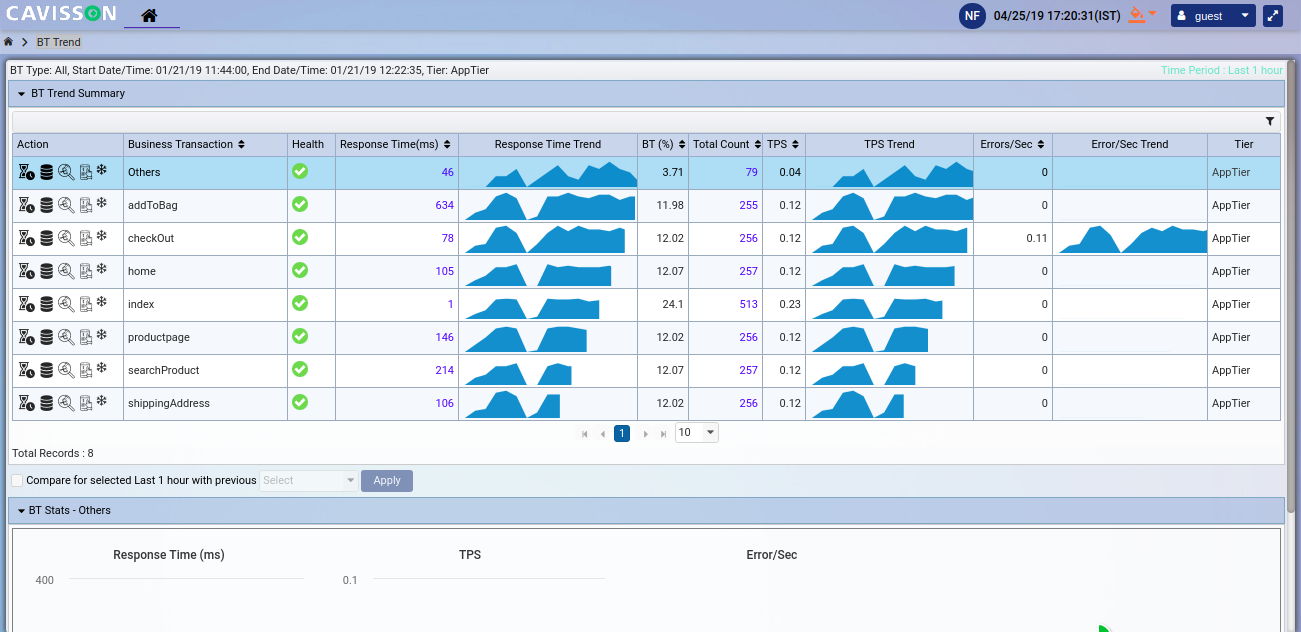 CAVISSON
NF 04/25/19 17:20:31(IST) guest
BT Trend
BT Type: All, Start Date/Time: 01/21/19 11:44:00, End Date/Time: 01/21/19 12:22:35, Tier: AppTier Time Period : Last 1 hour
BT Trend Summary
Action Business Transaction Health Response Time(ms) Response Time Trend BT (%) Total Count TPS TPS Trend Errors/Sec Error/Sec Trend Tier
Others 46 3.71 79 0.04 0 AppTier
addToBag 634 11.98 255 0.12 0 AppTier
checkOut 78 12.02 256 0.12 0.11 AppTier
home 105 12.07 257 0.12 0 AppTier
index 1 24.1 513 0.23 0 AppTier
productpage 146 12.02 256 0.12 0 AppTier
searchProduct 214 12.07 257 0.12 0 AppTier
shippingAddress 106 12.02 256 0.12 0 AppTier
1 10
Total Records : 8
Compare for selected Last 1 hour with previous Select Apply
BT Stats - Others
Response Time (ms) TPS Error/Sec
400 0.1